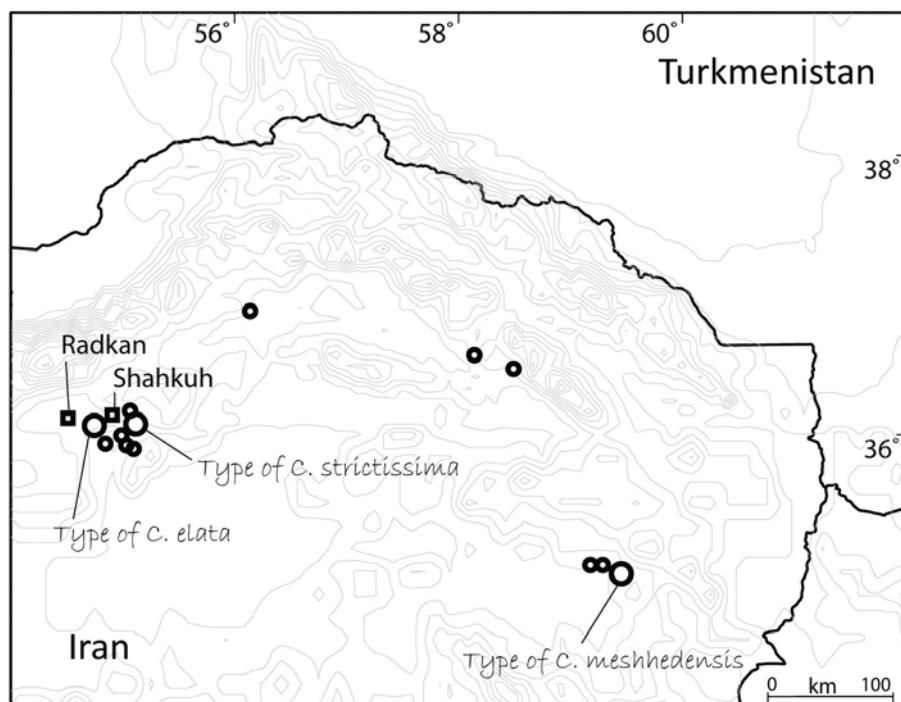 56°
58°
60°
Turkmenistan
38°
Radkan
Shahkuh
36°
Type of C. strictissima
Type of C. elata
Iran
Type of C. meshhedensis
0 km 100